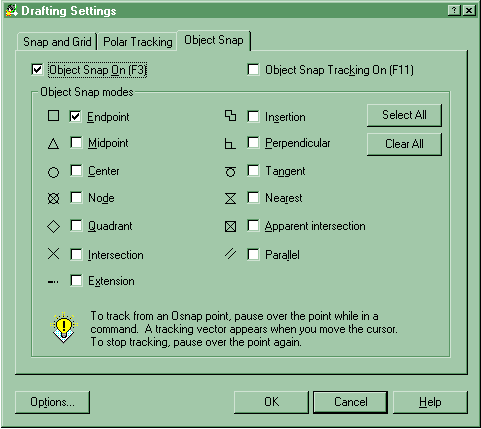 Drafting Settings
Snap and Grid Polar Tracking Object Snap
Object Snap On (F3) Object Snap Tracking On (F11)
Object Snap modes
Endpoint Insertion Select All
Midpoint Perpendicular Clear All
Center Tangent
Node Nearest
Quadrant Apparent intersection
Intersection Parallel
Extension
To track from an Osnap point, pause over the point while in a
command. A tracking vector appears when you move the cursor.
To stop tracking, pause over the point again.
Options... OK Cancel Help